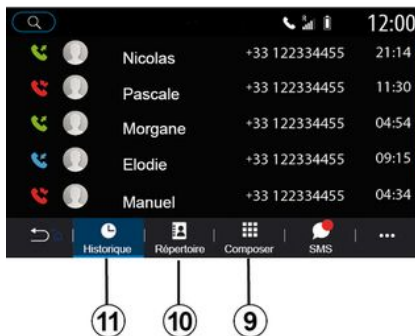 12:00
Nicolas +33 122334455 21:14
Pascale +33 122334455 11:30
Morgane +33 122334455 04:54
Elodie +33 122334455 09:15
Manuel +33 122334455 04:34
Historique Répertoire Composer SMS ...
11 10 9